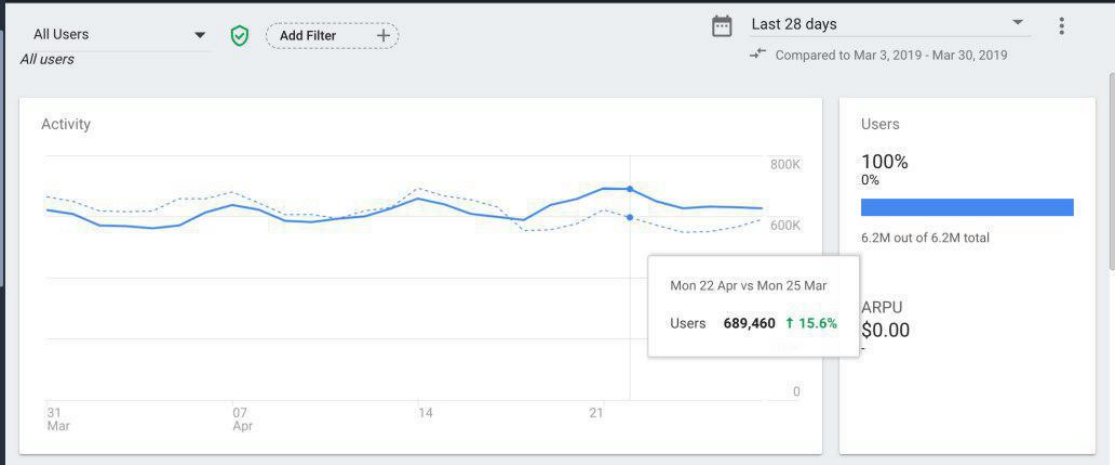 All Users
Add Filter
All users
Last 28 days
Compared to Mar 3, 2019 - Mar 30, 2019
Activity
800K
600K
Mon 22 Apr vs Mon 25 Mar
Users 689,460 ↑ 15.6%
0
31 Mar
07 Apr
14
21
Users
100%
0%
6.2M out of 6.2M total
ARPU
$0.00
-